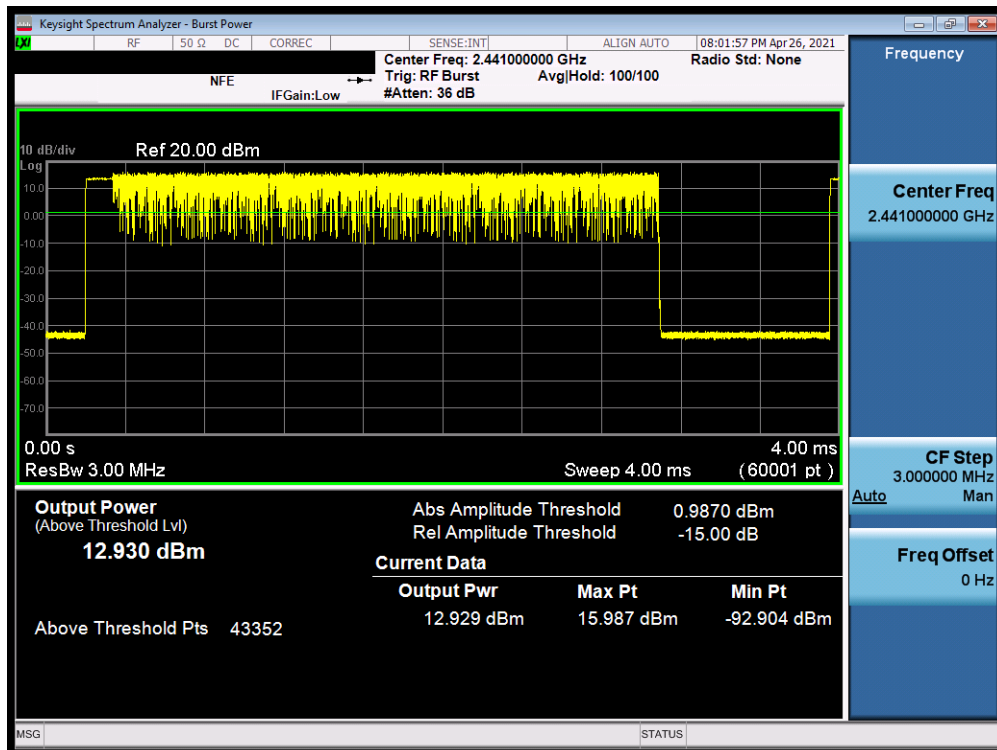 Keysight Spectrum Analyzer - Burst Power
LXI RF 50 Ω DC CORREC SENSE:INT ALIGN AUTO 08:01:57 PM Apr 26, 2021
Center Freq: 2.441000000 GHz Radio Std: None
NFE Trig: RF Burst Avg|Hold: 100/100
IFGain:Low #Atten: 36 dB
10 dB/div Ref 20.00 dBm
Log
10.0
0.00
-10.0
-20.0
-30.0
-40.0
-50.0
-60.0
-70.0
0.00 s 4.00 ms
ResBw 3.00 MHz Sweep 4.00 ms (60001 pt )
Output Power
(Above Threshold Lvl)
12.930 dBm
Above Threshold Pts 43352
Abs Amplitude Threshold 0.9870 dBm
Rel Amplitude Threshold -15.00 dB
Current Data
Output Pwr Max Pt Min Pt
12.929 dBm 15.987 dBm -92.904 dBm
Frequency
Center Freq
2.441000000 GHz
CF Step
3.000000 MHz
Auto Man
Freq Offset
0 Hz
MSG STATUS